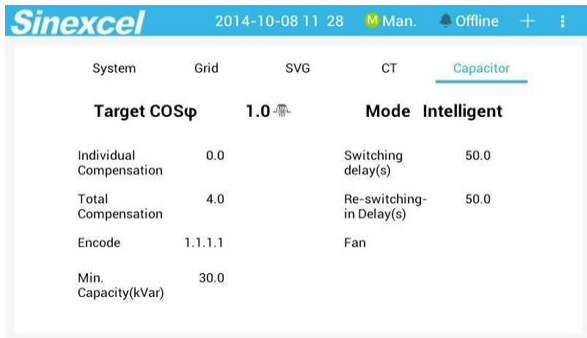 Sinexcel 2014-10-08 11 28 M Man. Offline
System Grid SVG CT Capacitor
Target COSφ 1.0 Mode Intelligent
Individual 0.0 Switching 50.0
Compensation delay(s)
Total 4.0 Re-switching- 50.0
Compensation in Delay(s)
Encode 1.1.1.1 Fan
Min. 30.0
Capacity(kVar)